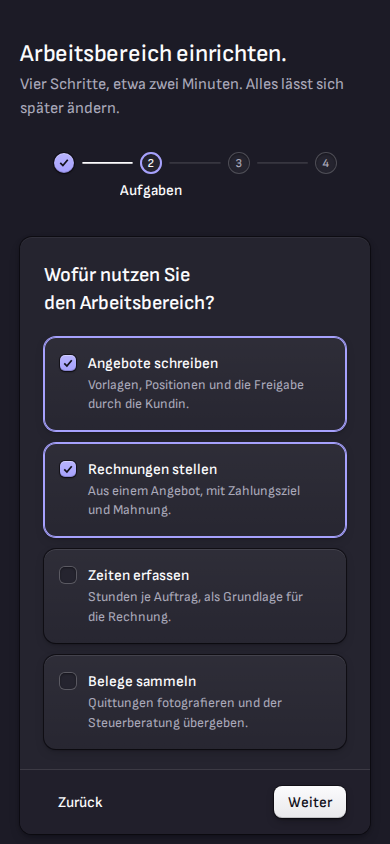 Arbeitsbereich einrichten.
Vier Schritte, etwa zwei Minuten. Alles lässt sich
später ändern.
2
3
4
Aufgaben
Wofür nutzen Sie
den Arbeitsbereich?
Angebote schreiben
Vorlagen, Positionen und die Freigabe
durch die Kundin.
Rechnungen stellen
Aus einem Angebot, mit Zahlungsziel
und Mahnung.
Zeiten erfassen
Stunden je Auftrag, als Grundlage für
die Rechnung.
Belege sammeln
Quittungen fotografieren und der
Steuerberatung übergeben.
Zurück
Weiter